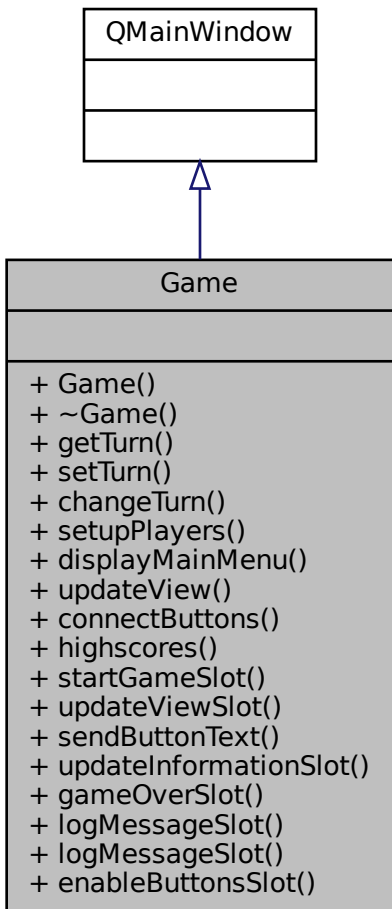 QMainWindow
Game
+ Game()
+ ~Game()
+ getTurn()
+ setTurn()
+ changeTurn()
+ setupPlayers()
+ displayMainMenu()
+ updateView()
+ connectButtons()
+ highscores()
+ startGameSlot()
+ updateViewSlot()
+ sendButtonText()
+ updateInformationSlot()
+ gameOverSlot()
+ logMessageSlot()
+ logMessageSlot()
+ enableButtonsSlot()